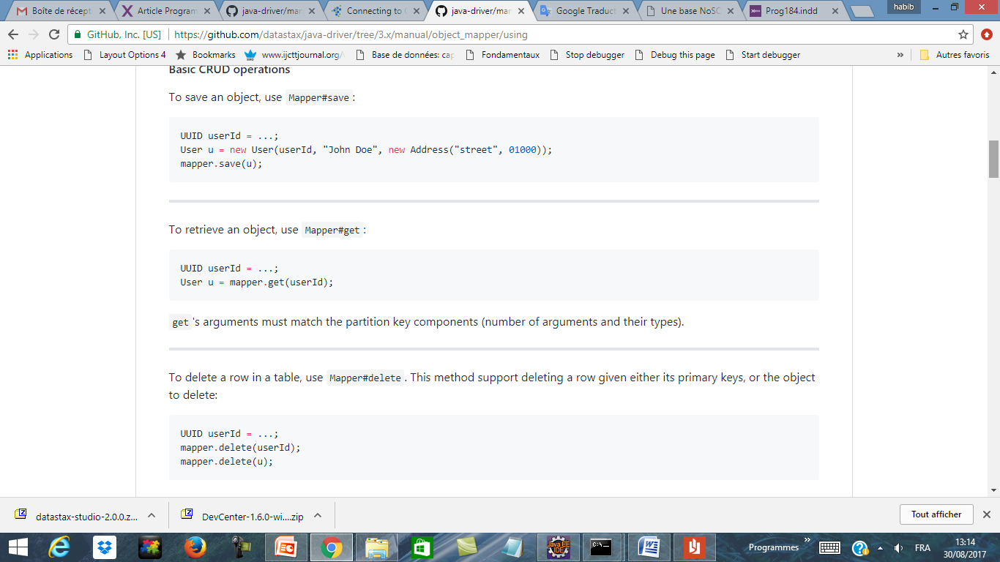 habib
Boîte de récept
Article Program
java-driver/mar
Connecting to
java-driver/mar
Google Traduct
Une base NoSQ
Prog184.indd
GitHub, Inc. [US]
https://github.com/datastax/java-driver/tree/3.x/manual/object_mapper/using
Applications
Layout Options 4
Bookmarks
www.ijcttjournal.org/
Base de données: cap
Fondamentaux
Stop debugger
Debug this page
Start debugger
»
Autres favoris
Basic CRUD operations
To save an object, use Mapper#save:
UUID userId = ...;
User u = new User(userId, "John Doe", new Address("street", 01000));
mapper.save(u);
To retrieve an object, use Mapper#get:
UUID userId = ...;
User u = mapper.get(userId);
get's arguments must match the partition key components (number of arguments and their types).
To delete a row in a table, use Mapper#delete. This method support deleting a row given either its primary keys, or the object
to delete:
UUID userId = ...;
mapper.delete(userId);
mapper.delete(u);
datastax-studio-2.0.0.z...
DevCenter-1.6.0-wi....zip
Tout afficher
Java EE
IDE
C:\
Programmes
»
FRA
13:14
30/08/2017